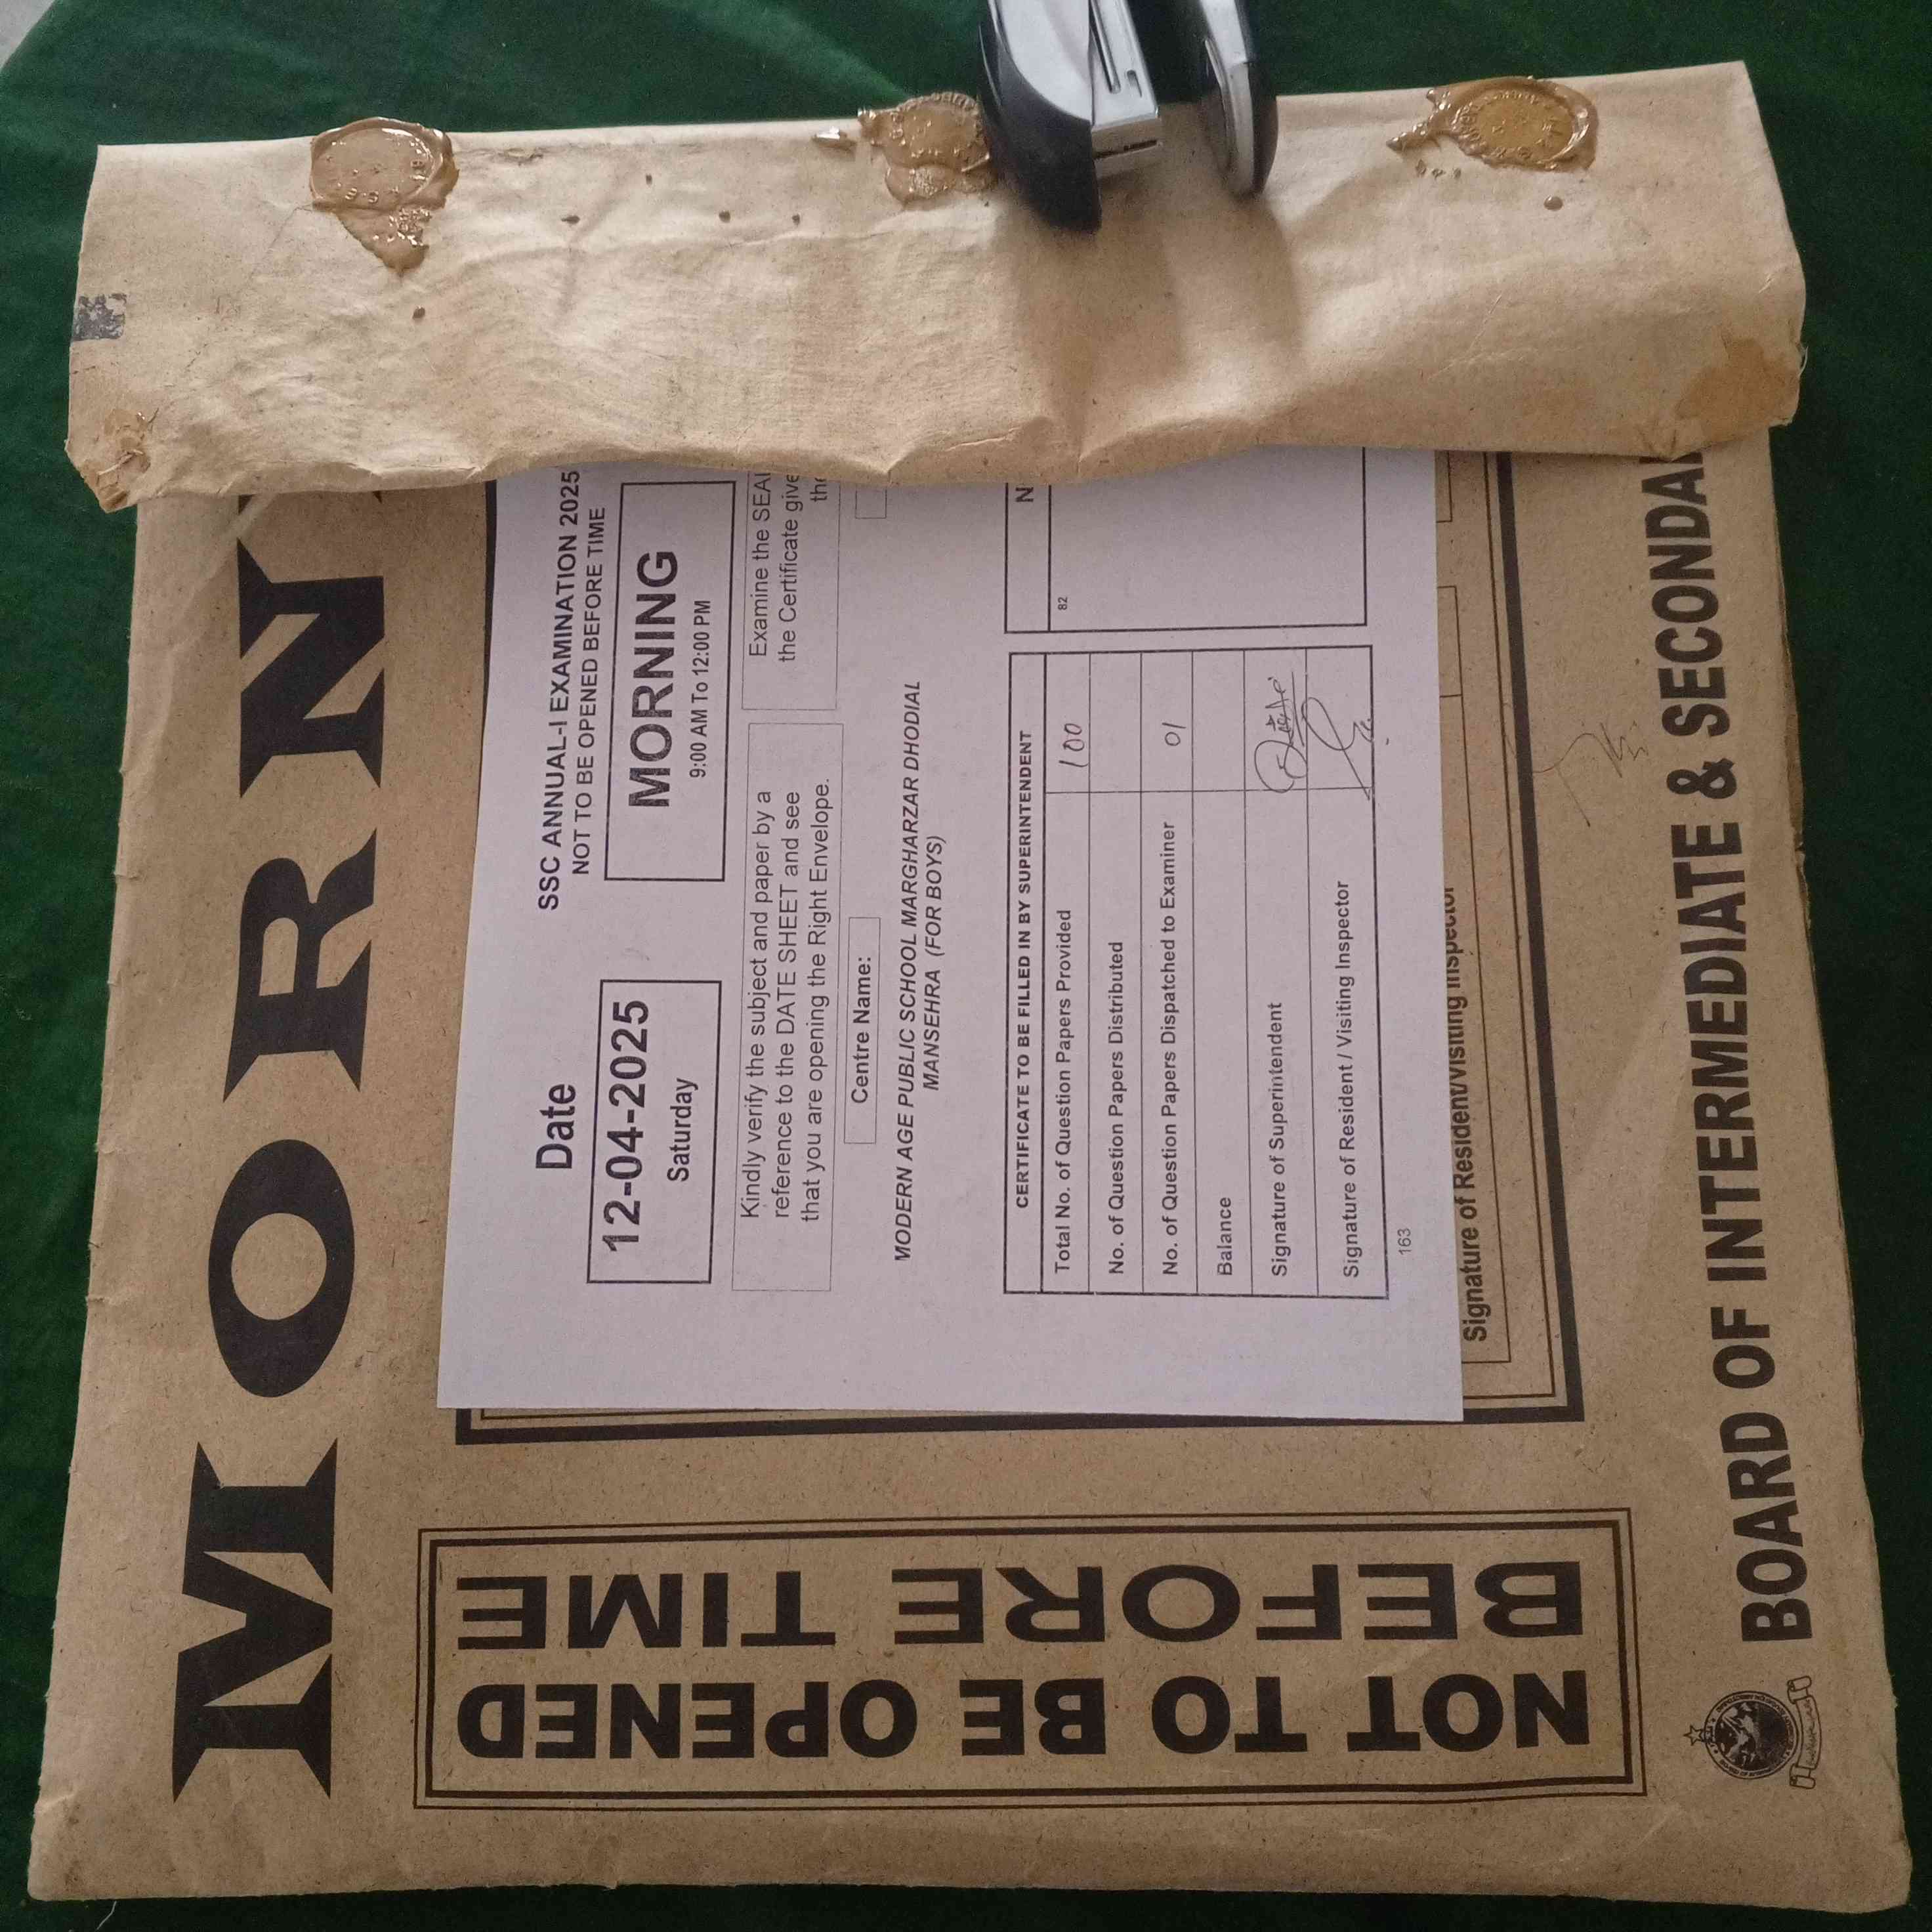 MORN
SSC ANNUAL-I EXAMINATION 2025
NOT TO BE OPENED BEFORE TIME
Date
12-04-2025
Saturday
MORNING
9:00 AM To 12:00 PM
Kindly verify the subject and paper by a
reference to the DATE SHEET and see
that you are opening the Right Envelope.
Examine the SEAL
the Certificate give
the
Centre Name:
MODERN AGE PUBLIC SCHOOL MARGHARZAR DHODIAL
MANSEHRA (FOR BOYS)
CERTIFICATE TO BE FILLED IN BY SUPERINTENDENT
Total No. of Question Papers Provided 100
No. of Question Papers Distributed
No. of Question Papers Dispatched to Examiner 01
Balance
Signature of Superintendent
Signature of Resident / Visiting Inspector
163
N
82
Signature of Resident/Visiting Inspector
BOARD OF INTERMEDIATE & SECONDA
NOT TO BE OPENED
BEFORE TIME